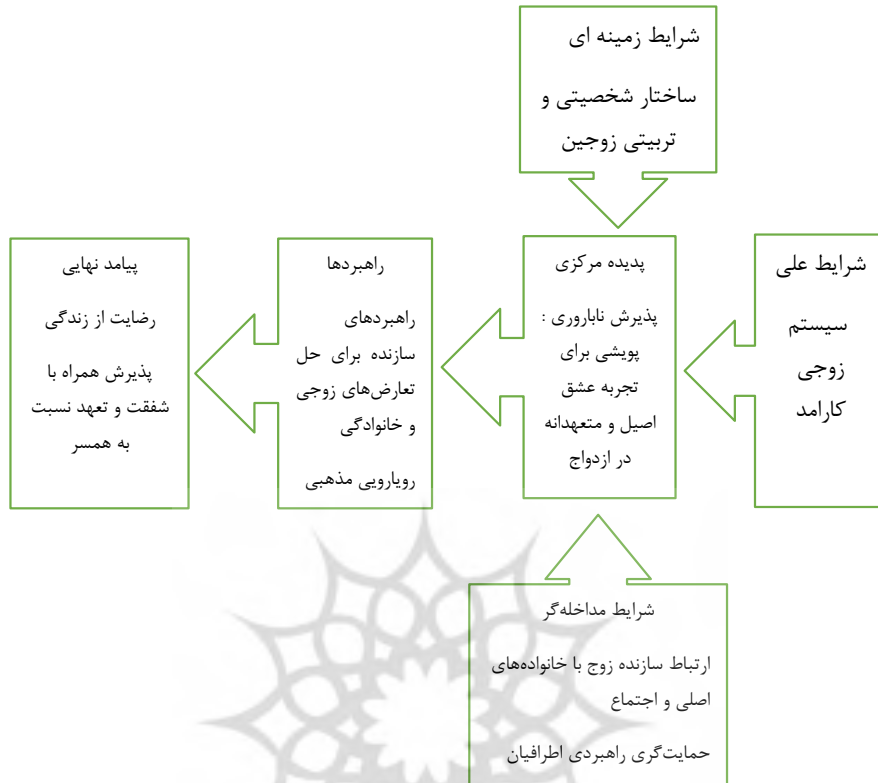 شرایط زمینه ای
ساختار شخصیتی و
تربیتی زوجین
شرایط علی
سیستم
زوجی
کارامد
پدیده مرکزی
پذیرش ناباروری :
پویشی برای
تجربه عشق
اصیل و متعهدانه
در ازدواج
راهبردها
راهبردهای
سازنده برای حل
تعارض‌های زوجی
و خانوادگی
رویارویی مذهبی
پیامد نهایی
رضایت از زندگی
پذیرش همراه با
شفقت و تعهد نسبت
به همسر
شرایط مداخله‌گر
ارتباط سازنده زوج با خانواده‌های
اصلی و اجتماع
حمایت‌گری راهبردی اطرافیان